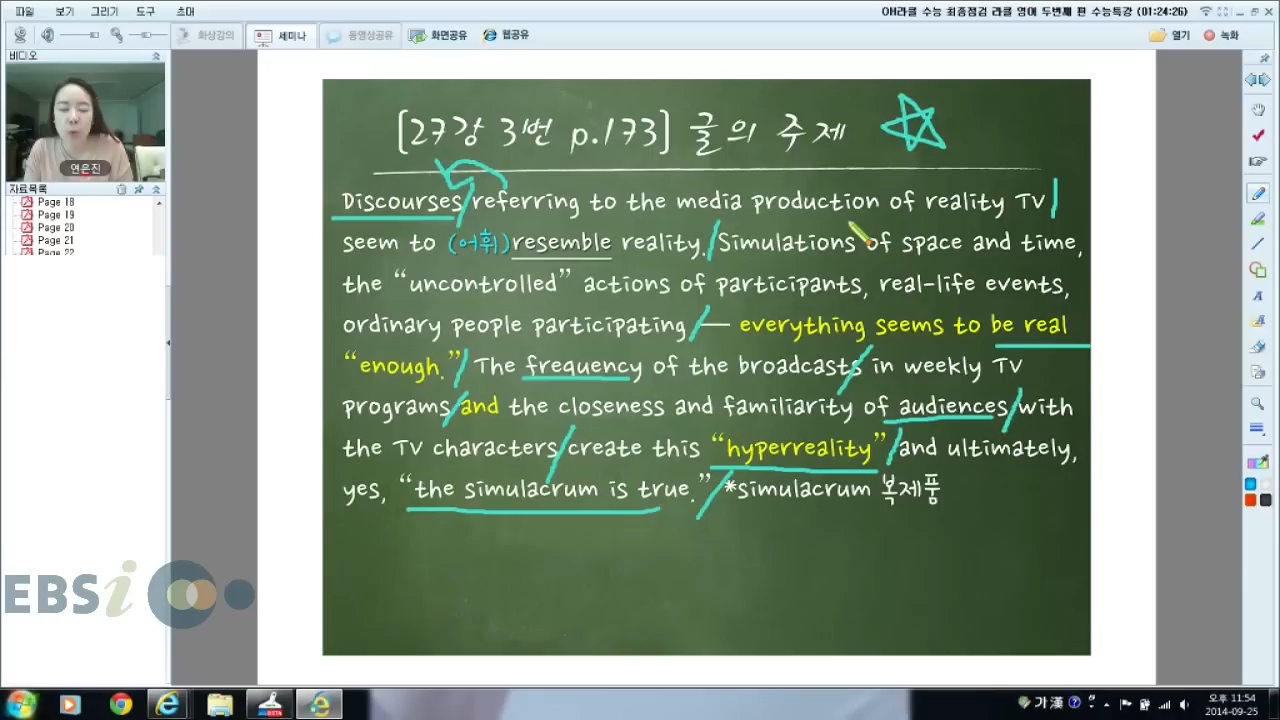 파일 보기 그리기 도구 초대 OH라클 수능 최종점검 라클 영어 두번째 편 수능특강 (01:24:26)
화상강의 세미나 동영상공유 화면공유 웹공유 열기 녹화
비디오
연은진
자료목록
Page 18
Page 19
Page 20
Page 21
Page 22
[27강 3번 p.173] 글의 주제
Discourses referring to the media production of reality TV
seem to (어휘) resemble reality. Simulations of space and time,
the “uncontrolled” actions of participants, real-life events,
ordinary people participating — everything seems to be real
“enough.” The frequency of the broadcasts in weekly TV
programs and the closeness and familiarity of audiences with
the TV characters create this “hyperreality” and ultimately,
yes, “the simulacrum is true.” *simulacrum 복제품
EBSi
가 漢
오후 11:54
2014-09-25